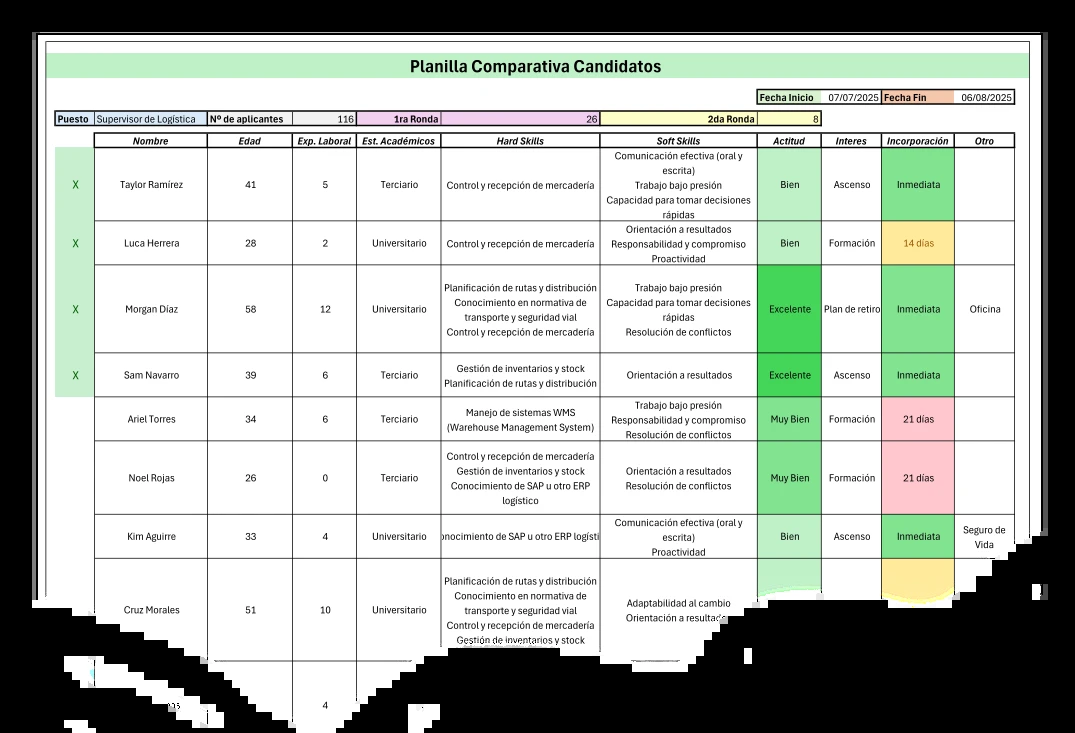 Planilla Comparativa Candidatos
Fecha Inicio 07/07/2025 Fecha Fin 06/08/2025
Puesto Supervisor de Logística Nº de aplicantes 116 1ra Ronda 26 2da Ronda 8
Nombre Edad Exp. Laboral Est. Académicos Hard Skills Soft Skills Actitud Interes Incorporación Otro
Comunicación efectiva (oral y
escrita)
X Taylor Ramírez 41 5 Terciario Control y recepción de mercadería Trabajo bajo presión Bien Ascenso Inmediata
Capacidad para tomar decisiones
rápidas
Orientación a resultados
X Luca Herrera 28 2 Universitario Control y recepción de mercadería Responsabilidad y compromiso Bien Formación 14 días
Proactividad
Planificación de rutas y distribución Trabajo bajo presión
Conocimiento en normativa de Capacidad para tomar decisiones
X Morgan Díaz 58 12 Universitario transporte y seguridad vial rápidas Excelente Plan de retiro Inmediata Oficina
Control y recepción de mercadería Resolución de conflictos
Gestión de inventarios y stock
X Sam Navarro 39 6 Terciario Planificación de rutas y distribución Orientación a resultados Excelente Ascenso Inmediata
Trabajo bajo presión
Ariel Torres 34 6 Terciario Manejo de sistemas WMS Responsabilidad y compromiso Muy Bien Formación 21 días
(Warehouse Management System) Resolución de conflictos
Control y recepción de mercadería
Gestión de inventarios y stock Orientación a resultados
Noel Rojas 26 0 Terciario Conocimiento de SAP u otro ERP Resolución de conflictos Muy Bien Formación 21 días
logístico
Comunicación efectiva (oral y
escrita)
Kim Aguirre 33 4 Universitario onocimiento de SAP u otro ERP logísti Proactividad Bien Ascenso Inmediata Seguro de
Vida
Planificación de rutas y distribución
Conocimiento en normativa de Adaptabilidad al cambio
Cruz Morales 51 10 Universitario transporte y seguridad vial Orientación a resultados
Control y recepción de mercadería
Gestión de inventarios y stock
4